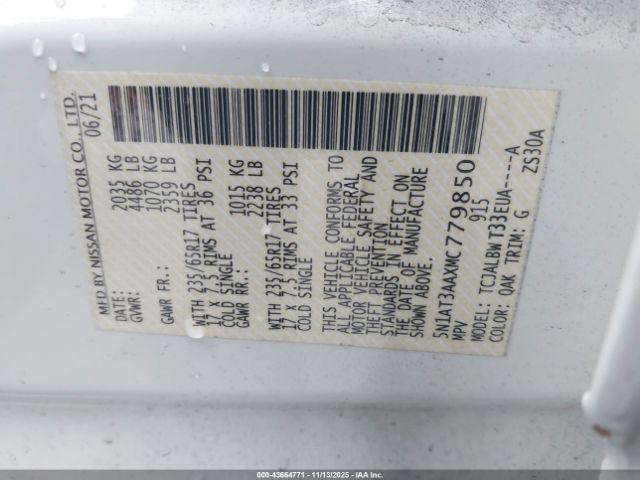 MFD BY NISSAN MOTOR CO., LTD.
DATE: 06/21
GVWR: 2035 KG
4486 LB
GAWR FR.: 1070 KG
2359 LB
WITH 235/65R17 TIRES
17 x 7.5 RIMS AT 36 PSI
COLD SINGLE
GAWR RR.: 1015 KG
2238 LB
WITH 235/65R17 TIRES
17 x 7.5 RIMS AT 33 PSI
COLD SINGLE
THIS VEHICLE CONFORMS TO
ALL APPLICABLE FEDERAL
MOTOR VEHICLE SAFETY AND
THEFT PREVENTION
STANDARDS IN EFFECT ON
THE DATE OF MANUFACTURE
SHOWN ABOVE.
5N1AT3AAXMC779850
MPV 915
MODEL: TCJALBWT33EUA-----A
COLOR: QAK TRIM: G ZS30A
000-43654771 - 11/13/2025 - IAAI.COM